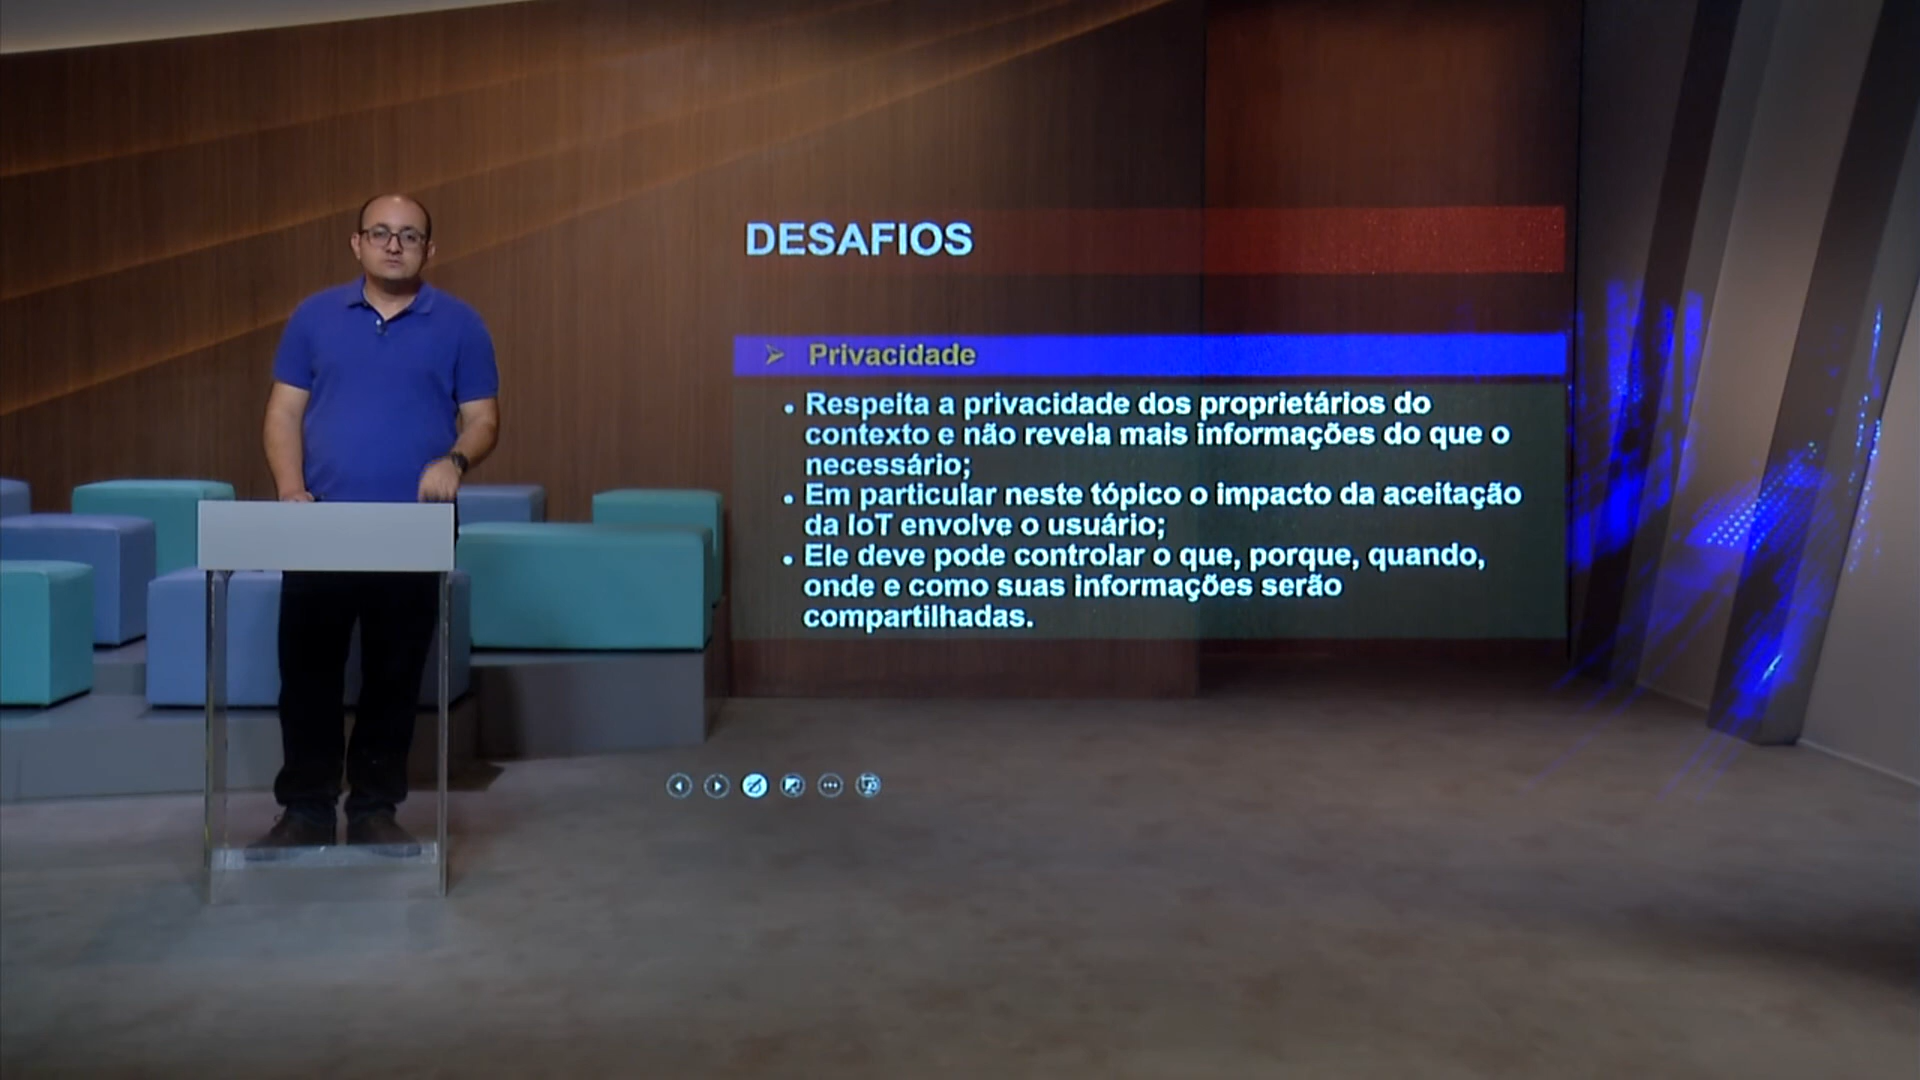 DESAFIOS
Privacidade
Respeita a privacidade dos proprietários do
contexto e não revela mais informações do que o
necessário;
Em particular neste tópico o impacto da aceitação
da IoT envolve o usuário;
Ele deve pode controlar o que, porque, quando,
onde e como suas informações serão
compartilhadas.